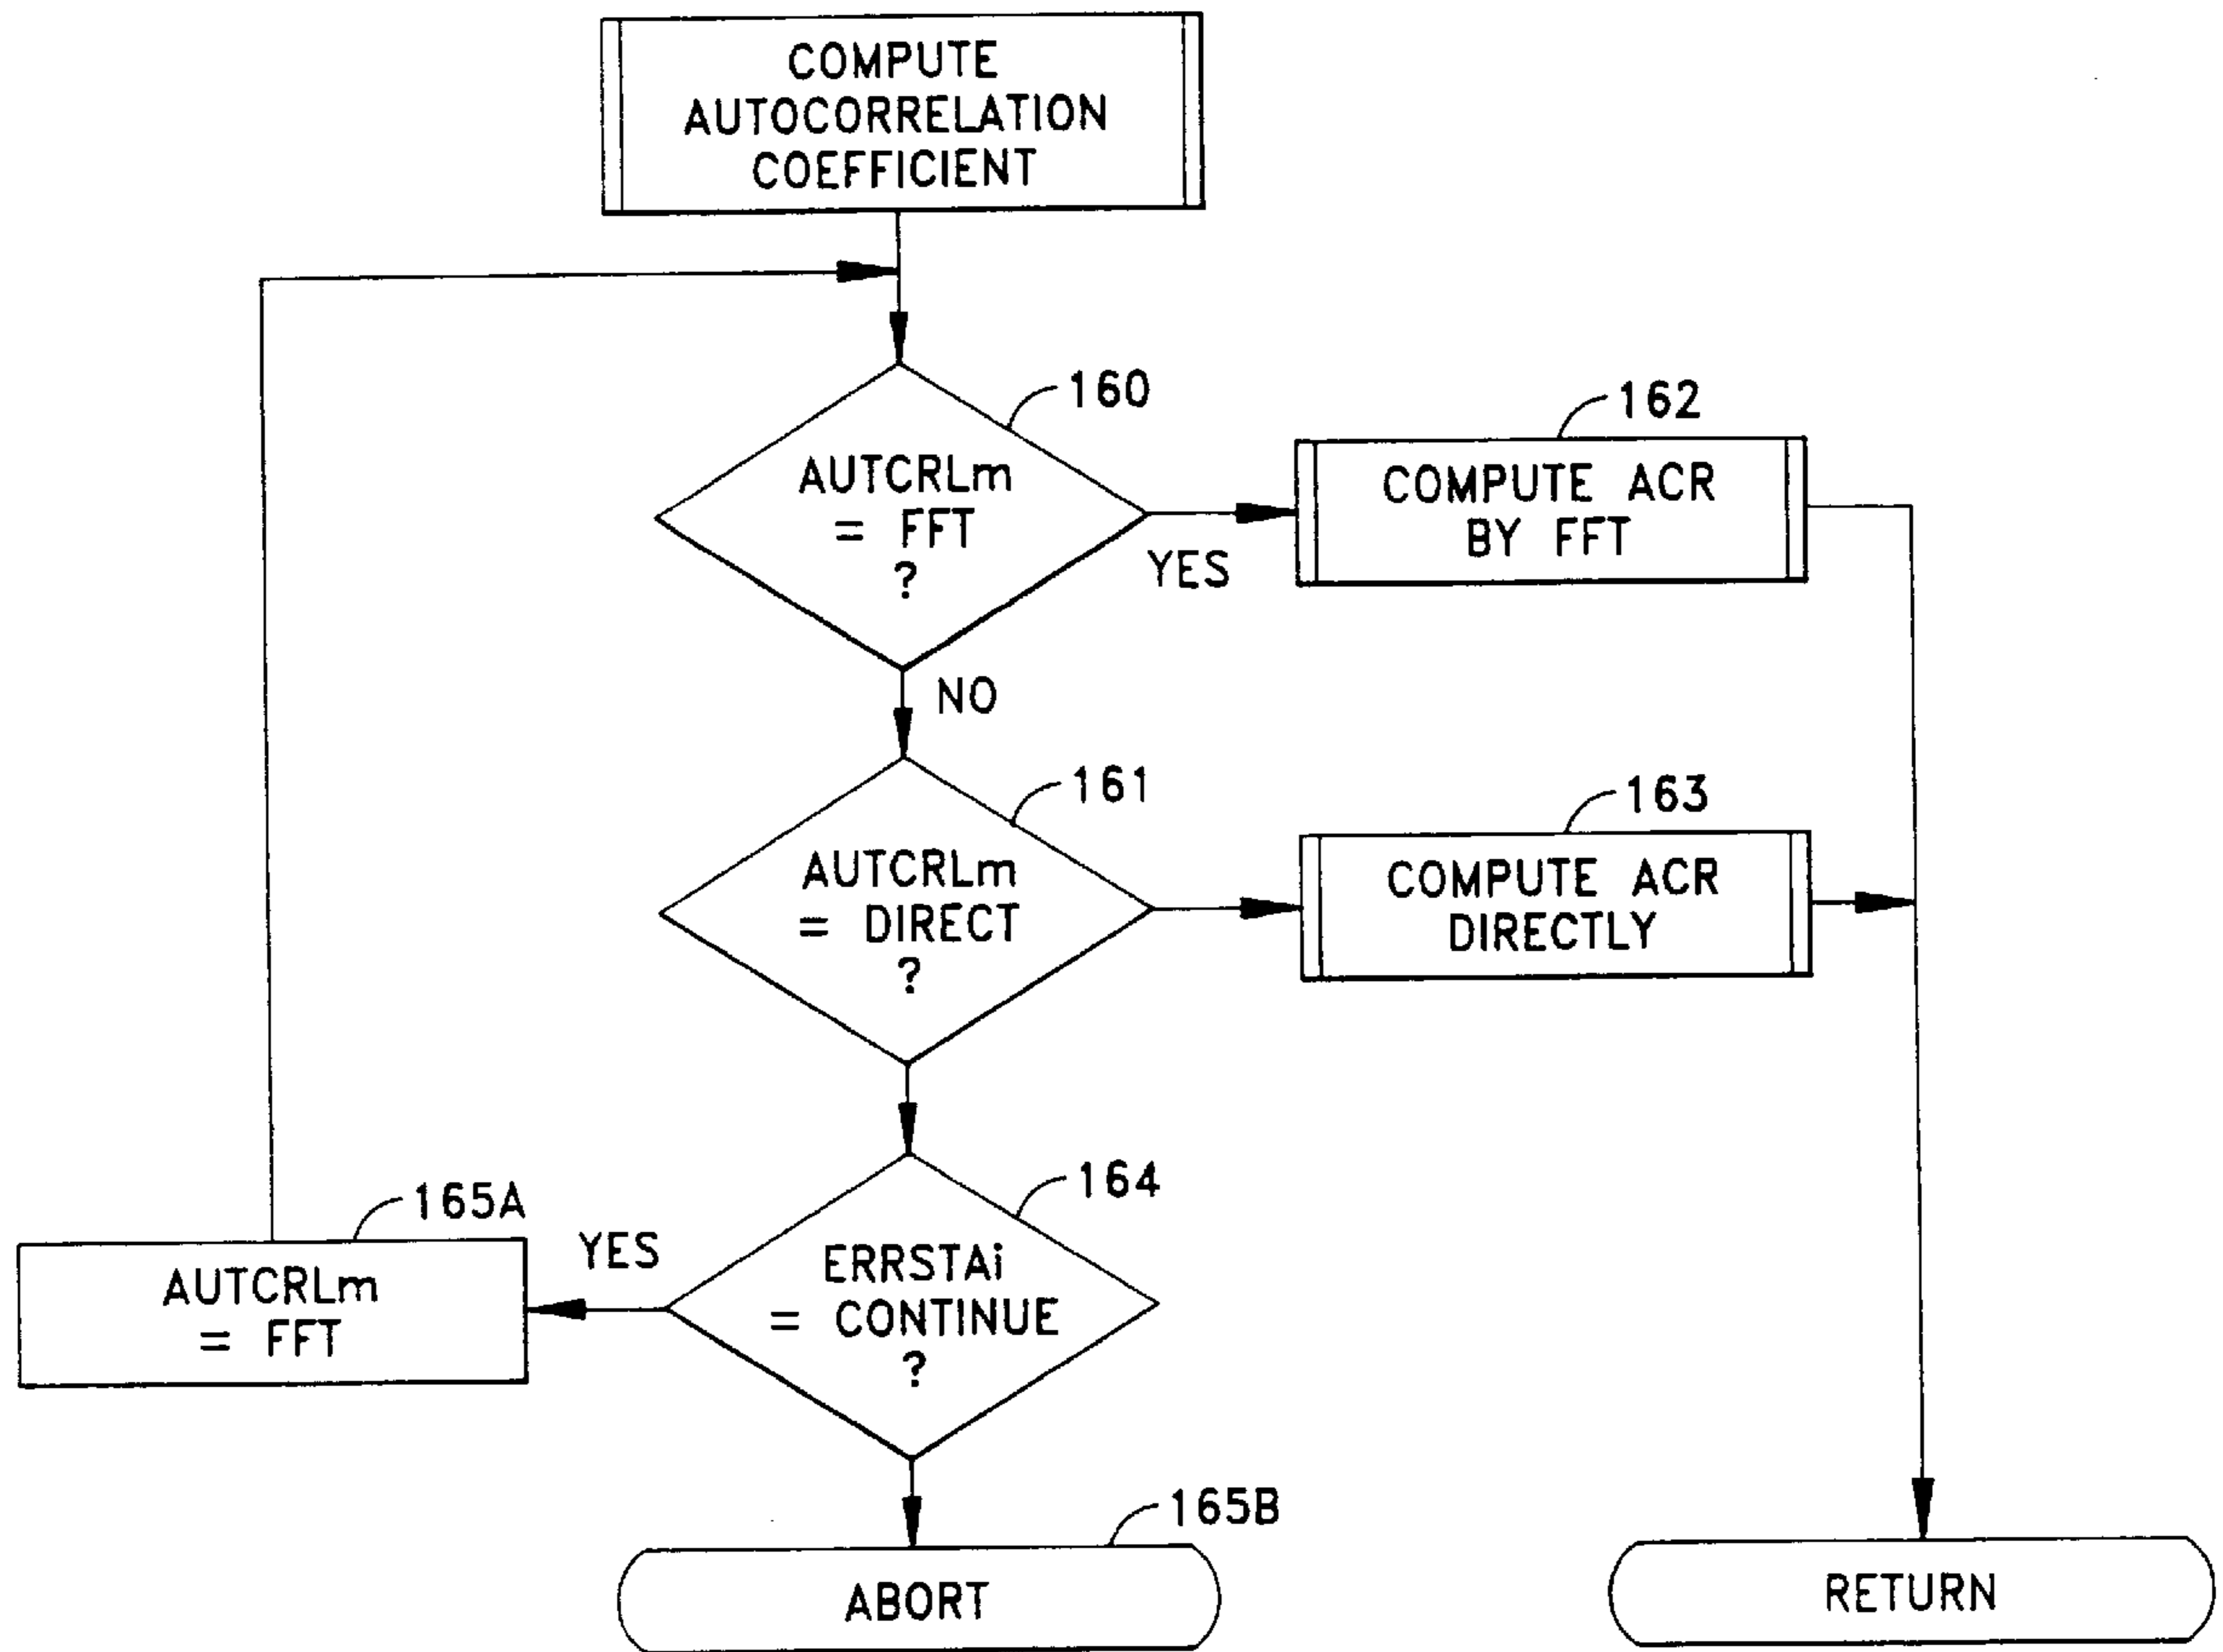 COMPUTE
AUTOCORRELATION
COEFFICIENT
160
AUTCRLm
= FFT
?
YES
162
COMPUTE ACR
BY FFT
NO
161
AUTCRLm
= DIRECT
?
163
COMPUTE ACR
DIRECTLY
164
ERRSTAi
= CONTINUE
?
YES
165A
AUTCRLm
= FFT
165B
ABORT
RETURN